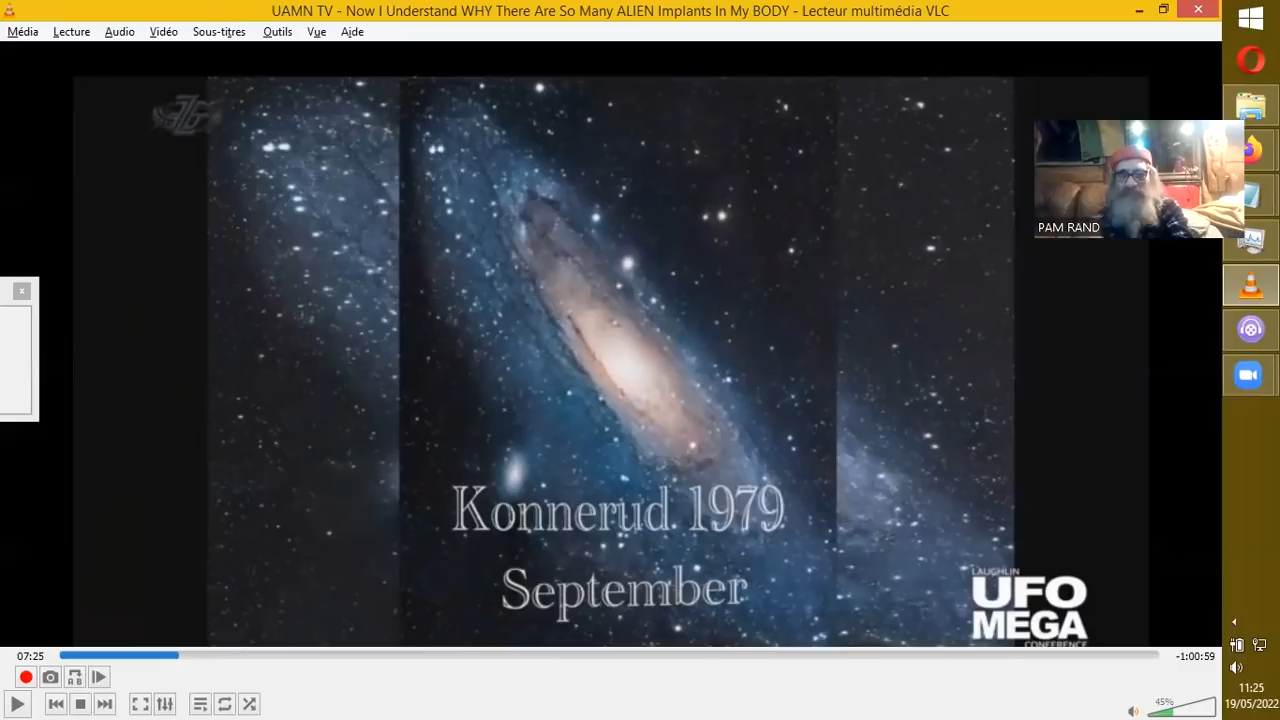 UAMN TV - Now I Understand WHY There Are So Many ALIEN Implants In My BODY - Lecteur multimédia VLC
Média Lecture Audio Vidéo Sous-titres Outils Vue Aide
PAM RAND
Konnerud 1979
September
LAUGHLIN
UFO
MEGA
CONFERENCE
07:25
-1:00:59
45%
11:25
19/05/2022